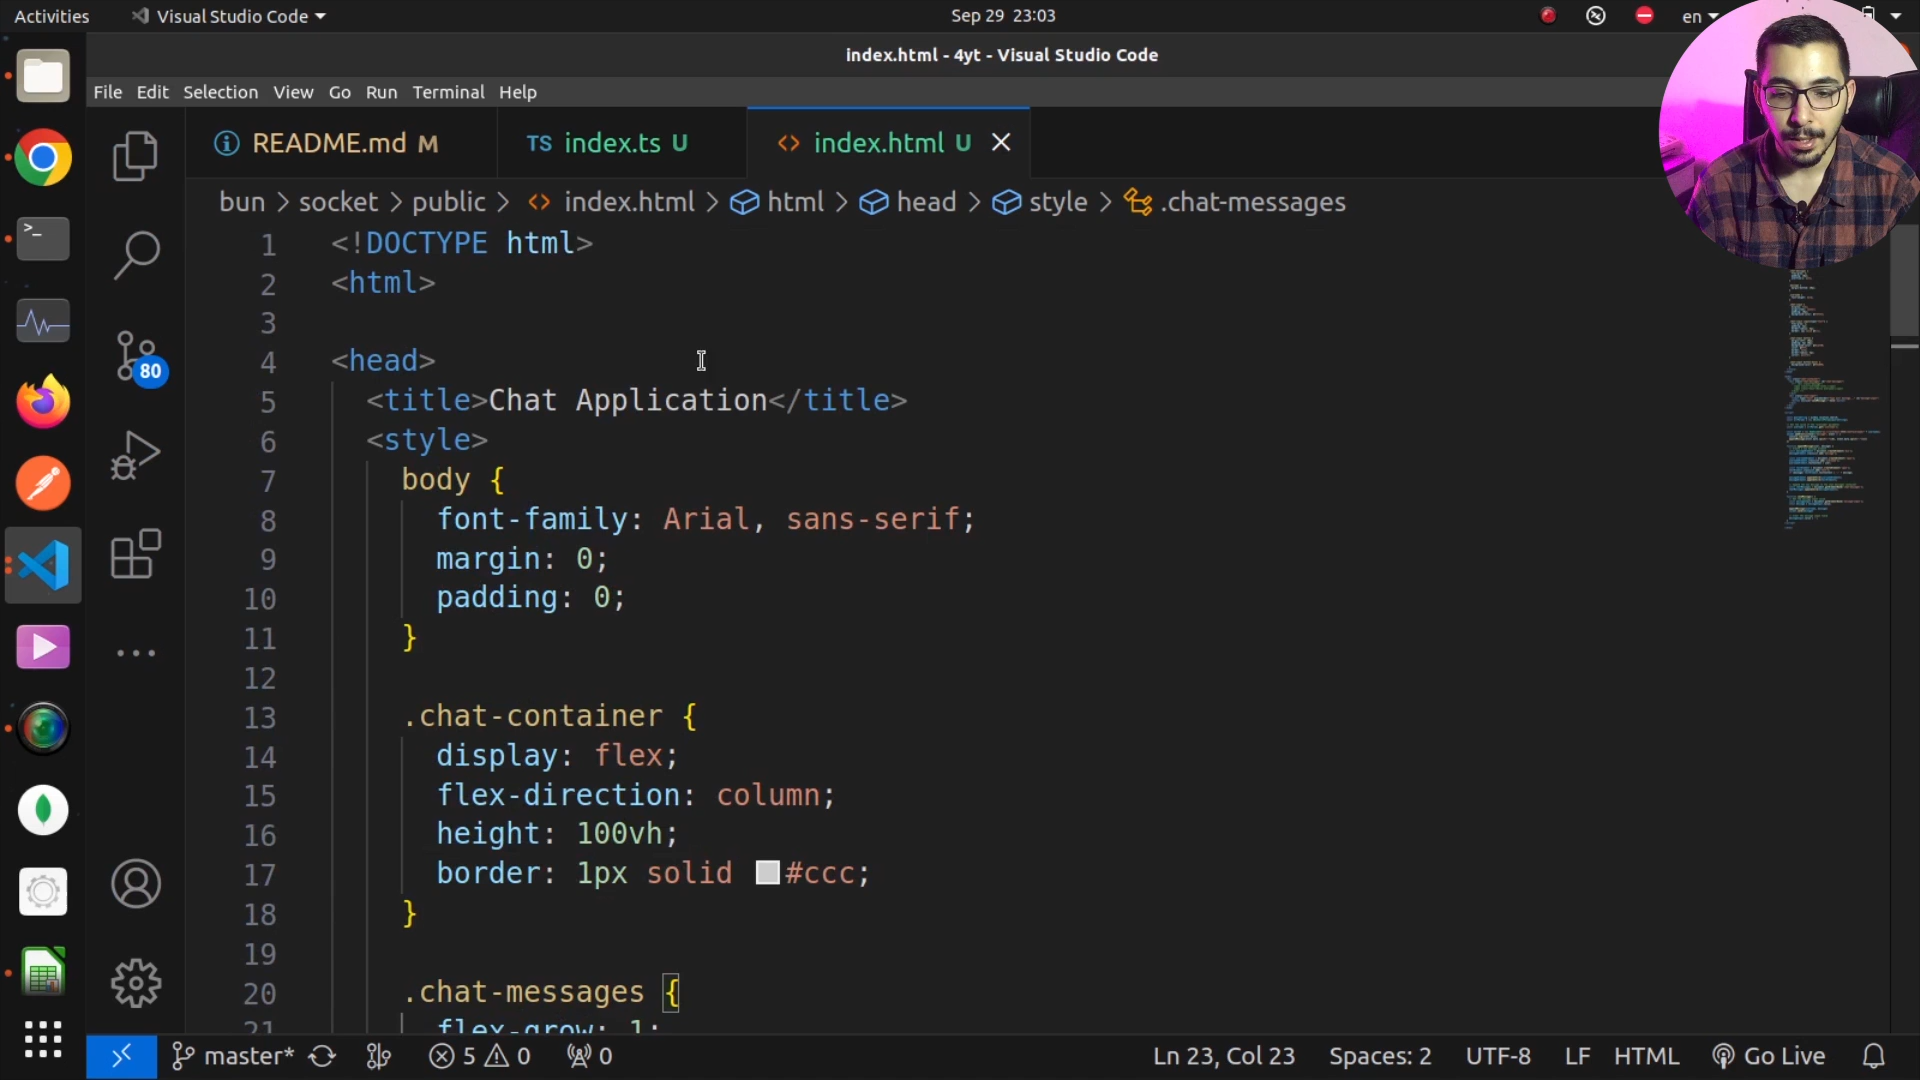 Activities
Visual Studio Code
Sep 29 23:03
en
index.html - 4yt - Visual Studio Code
File Edit Selection View Go Run Terminal Help
README.md M
TS index.ts U
index.html U
bun > socket > public > index.html > html > head > style > .chat-messages
1 <!DOCTYPE html>
2 <html>
3
4 <head>
5 <title>Chat Application</title>
6 <style>
7 body {
8 font-family: Arial, sans-serif;
9 margin: 0;
10 padding: 0;
11 }
12
13 .chat-container {
14 display: flex;
15 flex-direction: column;
16 height: 100vh;
17 border: 1px solid #ccc;
18 }
19
20 .chat-messages {
21 flex-grow: 1;
80
master* 5 0 0 Ln 23, Col 23 Spaces: 2 UTF-8 LF HTML Go Live